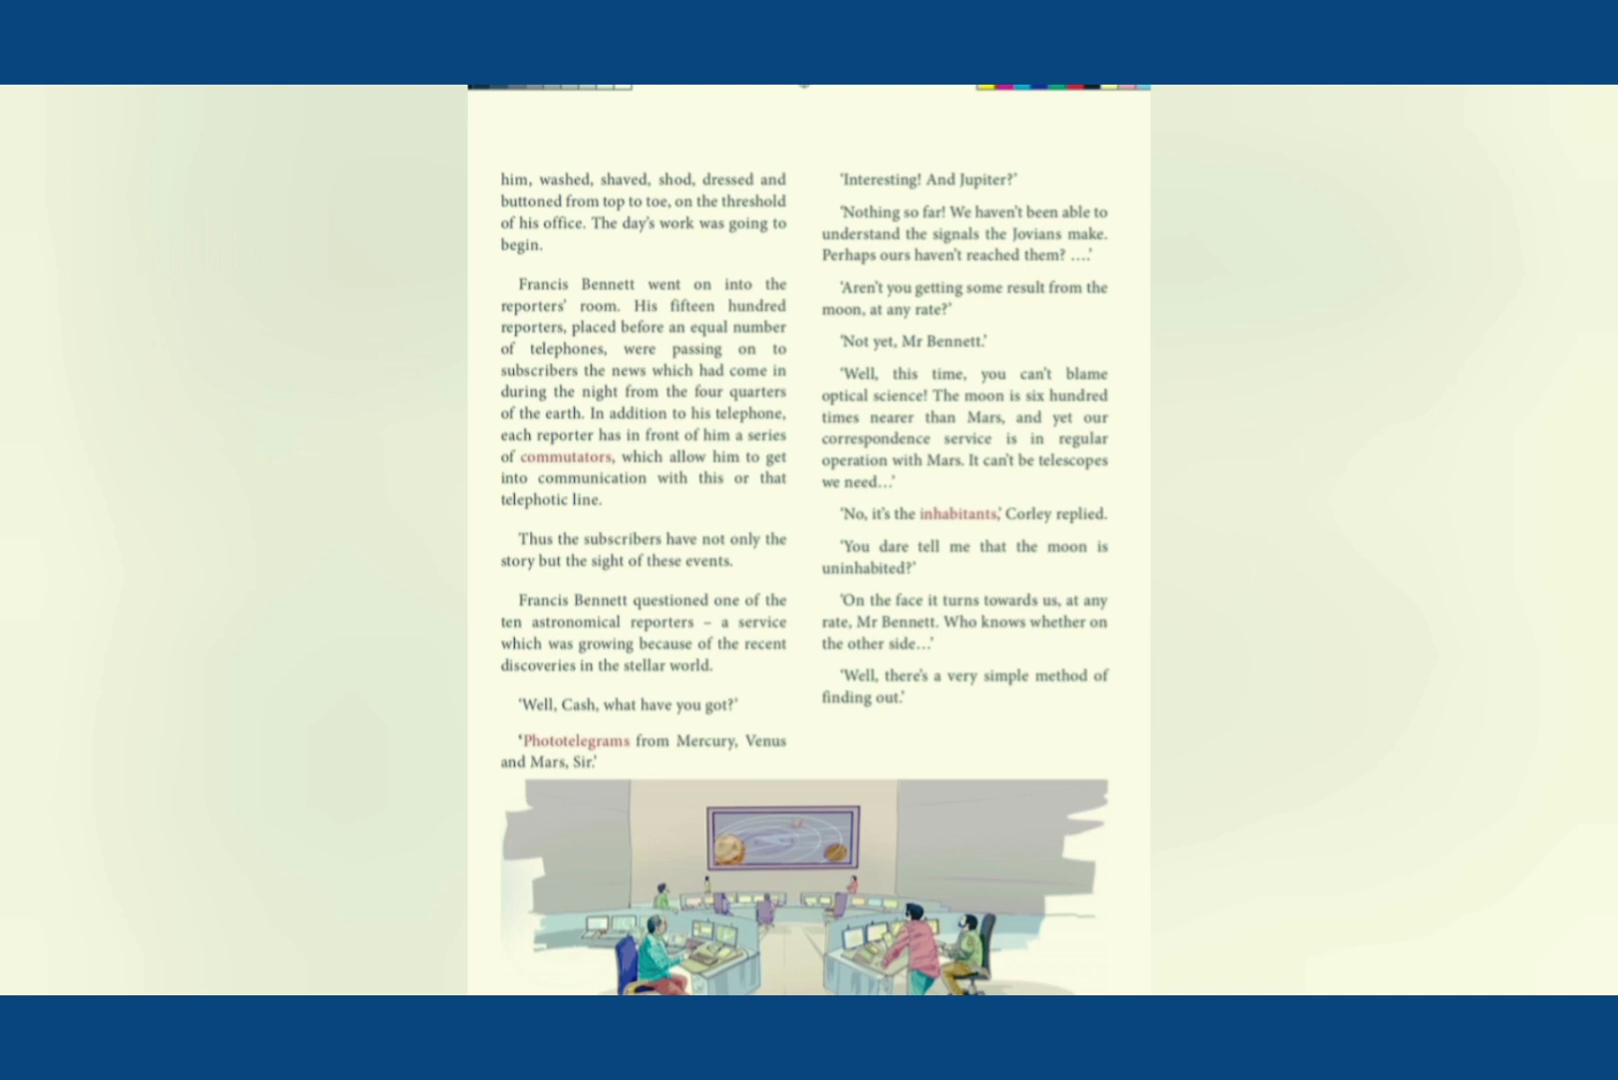 him, washed, shaved, shod, dressed and
buttoned from top to toe, on the threshold
of his office. The day's work was going to
begin.
Francis Bennett went on into the
reporters' room. His fifteen hundred
reporters, placed before an equal number
of telephones, were passing on to
subscribers the news which had come in
during the night from the four quarters
of the earth. In addition to his telephone,
each reporter has in front of him a series
of commutators, which allow him to get
into communication with this or that
telephotic line.
Thus the subscribers have not only the
story but the sight of these events.
Francis Bennett questioned one of the
ten astronomical reporters – a service
which was growing because of the recent
discoveries in the stellar world.
'Well, Cash, what have you got?'
'Phototelegrams from Mercury, Venus
and Mars, Sir.'
'Interesting! And Jupiter?'
'Nothing so far! We haven't been able to
understand the signals the Jovians make.
Perhaps ours haven't reached them? ....'
'Aren't you getting some result from the
moon, at any rate?'
'Not yet, Mr Bennett.'
'Well, this time, you can't blame
optical science! The moon is six hundred
times nearer than Mars, and yet our
correspondence service is in regular
operation with Mars. It can't be telescopes
we need...'
'No, it's the inhabitants,' Corley replied.
'You dare tell me that the moon is
uninhabited?'
'On the face it turns towards us, at any
rate, Mr Bennett. Who knows whether on
the other side...'
'Well, there's a very simple method of
finding out.'